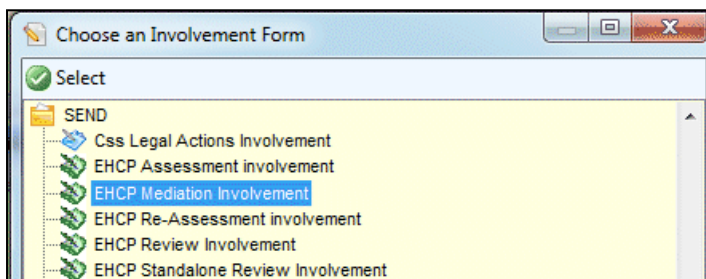 Choose an Involvement Form
Select
SEND
Css Legal Actions Involvement
EHCP Assessment involvement
EHCP Mediation Involvement
EHCP Re-Assessment involvement
EHCP Review Involvement
EHCP Standalone Review Involvement